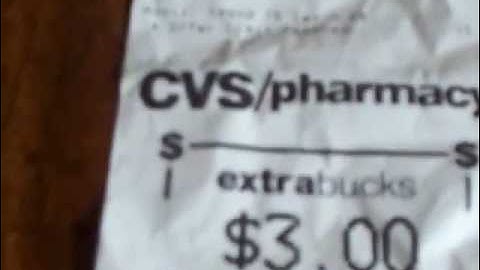 CVS/pharmacy
$ $
extrabucks
$3.00